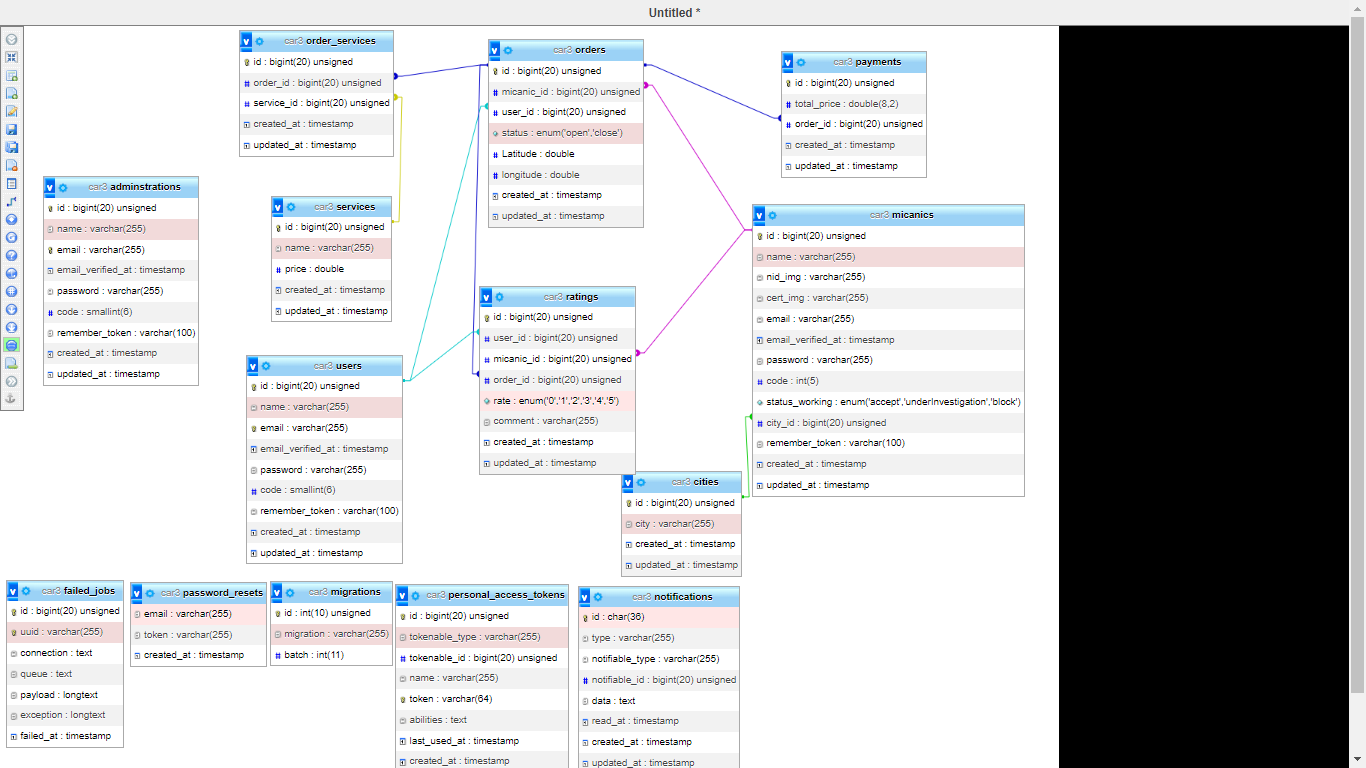 Untitled *
car3 order_services
id : bigint(20) unsigned
order_id : bigint(20) unsigned
service_id : bigint(20) unsigned
created_at : timestamp
updated_at : timestamp
car3 orders
id : bigint(20) unsigned
micanic_id : bigint(20) unsigned
user_id : bigint(20) unsigned
status : enum('open','close')
Latitude : double
longitude : double
created_at : timestamp
updated_at : timestamp
car3 payments
id : bigint(20) unsigned
total_price : double(8,2)
order_id : bigint(20) unsigned
created_at : timestamp
updated_at : timestamp
car3 adminstrations
id : bigint(20) unsigned
name : varchar(255)
email : varchar(255)
email_verified_at : timestamp
password : varchar(255)
code : smallint(6)
remember_token : varchar(100)
created_at : timestamp
updated_at : timestamp
car3 services
id : bigint(20) unsigned
name : varchar(255)
price : double
created_at : timestamp
updated_at : timestamp
car3 micanics
id : bigint(20) unsigned
name : varchar(255)
nid_img : varchar(255)
cert_img : varchar(255)
email : varchar(255)
email_verified_at : timestamp
password : varchar(255)
code : int(5)
status_working : enum('accept','underInvestigation','block')
city_id : bigint(20) unsigned
remember_token : varchar(100)
created_at : timestamp
updated_at : timestamp
car3 ratings
id : bigint(20) unsigned
user_id : bigint(20) unsigned
micanic_id : bigint(20) unsigned
order_id : bigint(20) unsigned
rate : enum('0','1','2','3','4','5')
comment : varchar(255)
created_at : timestamp
updated_at : timestamp
car3 users
id : bigint(20) unsigned
name : varchar(255)
email : varchar(255)
email_verified_at : timestamp
password : varchar(255)
code : smallint(6)
remember_token : varchar(100)
created_at : timestamp
updated_at : timestamp
car3 cities
id : bigint(20) unsigned
city : varchar(255)
created_at : timestamp
updated_at : timestamp
car3 failed_jobs
id : bigint(20) unsigned
uuid : varchar(255)
connection : text
queue : text
payload : longtext
exception : longtext
failed_at : timestamp
car3 password_resets
email : varchar(255)
token : varchar(255)
created_at : timestamp
car3 migrations
id : int(10) unsigned
migration : varchar(255)
batch : int(11)
car3 personal_access_tokens
id : bigint(20) unsigned
tokenable_type : varchar(255)
tokenable_id : bigint(20) unsigned
name : varchar(255)
token : varchar(64)
abilities : text
last_used_at : timestamp
created_at : timestamp
car3 notifications
id : char(36)
type : varchar(255)
notifiable_type : varchar(255)
notifiable_id : bigint(20) unsigned
data : text
read_at : timestamp
created_at : timestamp
updated_at : timestamp